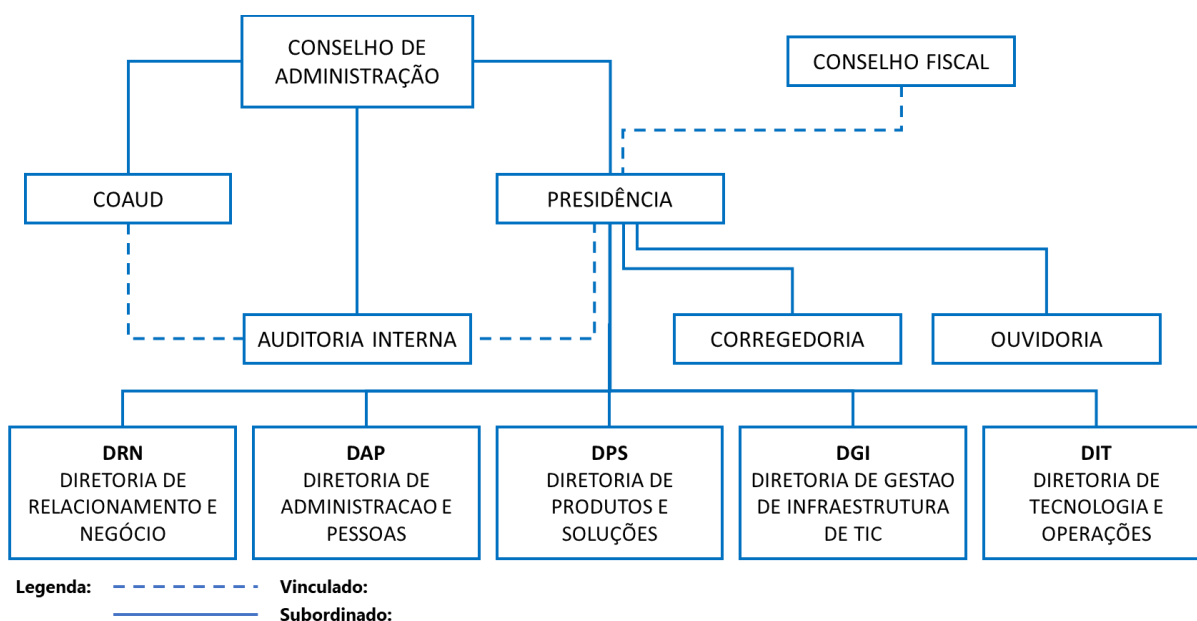 CONSELHO DE
ADMINISTRAÇÃO
CONSELHO FISCAL
COAUD
PRESIDÊNCIA
AUDITORIA INTERNA
CORREGEDORIA
OUVIDORIA
DRN
DIRETORIA DE
RELACIONAMENTO E
NEGÓCIO
DAP
DIRETORIA DE
ADMINISTRACAO E
PESSOAS
DPS
DIRETORIA DE
PRODUTOS E
SOLUÇÕES
DGI
DIRETORIA DE GESTAO
DE INFRAESTRUTURA
DE TIC
DIT
DIRETORIA DE
TECNOLOGIA E
OPERAÇÕES
Legenda: Vinculado:
Subordinado: